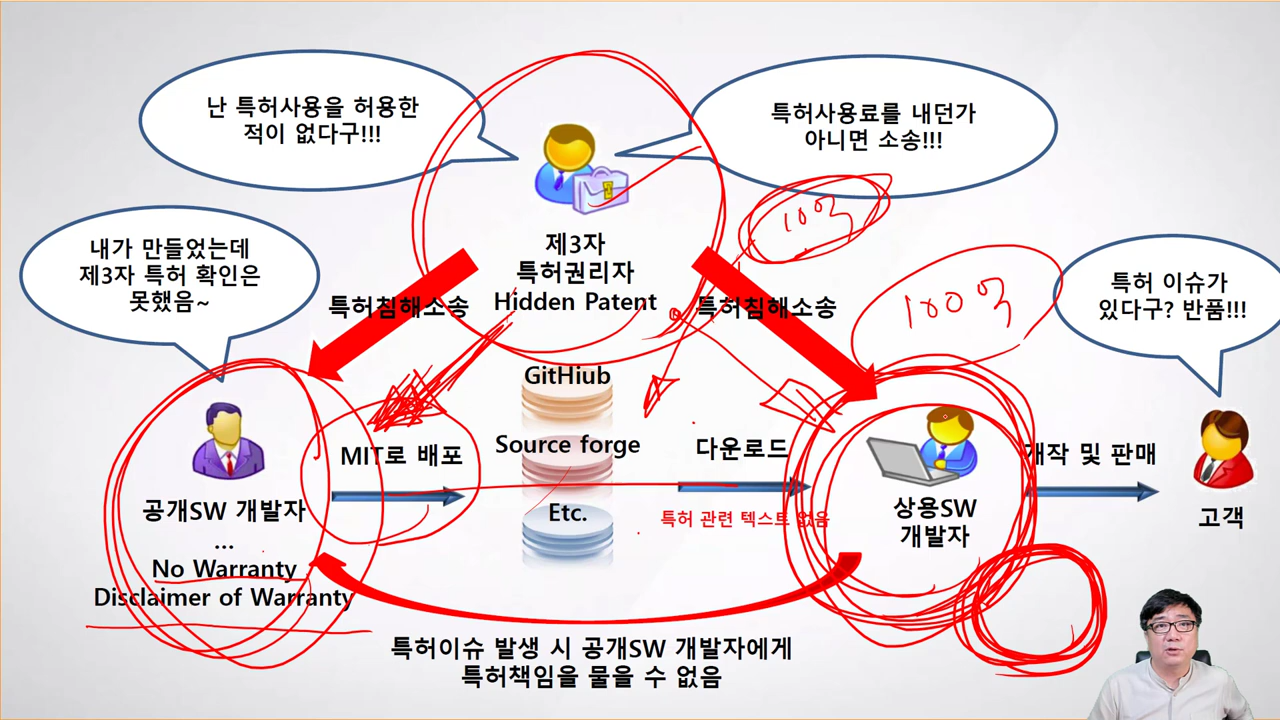 난 특허사용을 허용한
적이 없다구!!!
특허사용료를 내던가
아니면 소송!!!
10억
내가 만들었는데
제3자 특허 확인은
못했음~
제3자
특허권리자
Hidden Patent
특허침해소송
특허침해소송
100억
특허 이슈가
있다구? 반품!!!
GitHiub
MIT로 배포
Source forge
다운로드
개작 및 판매
공개SW 개발자
...
Etc.
특허 관련 텍스트 없음
상용SW
개발자
고객
No Warranty
Disclaimer of Warranty
특허이슈 발생 시 공개SW 개발자에게
특허책임을 물을 수 없음